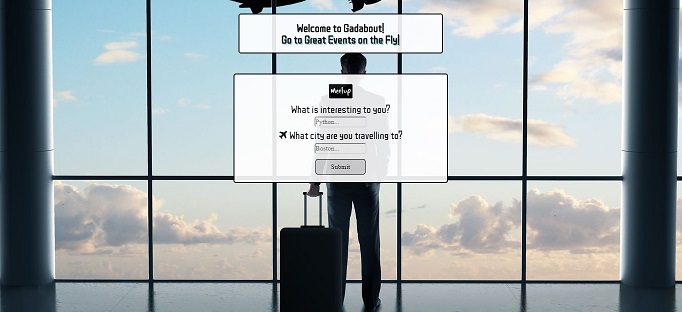 Welcome to Gadabout!
Go to Great Events on the Fly!
Meetup
What is interesting to you?
Python...
What city are you travelling to?
Boston...
Submit